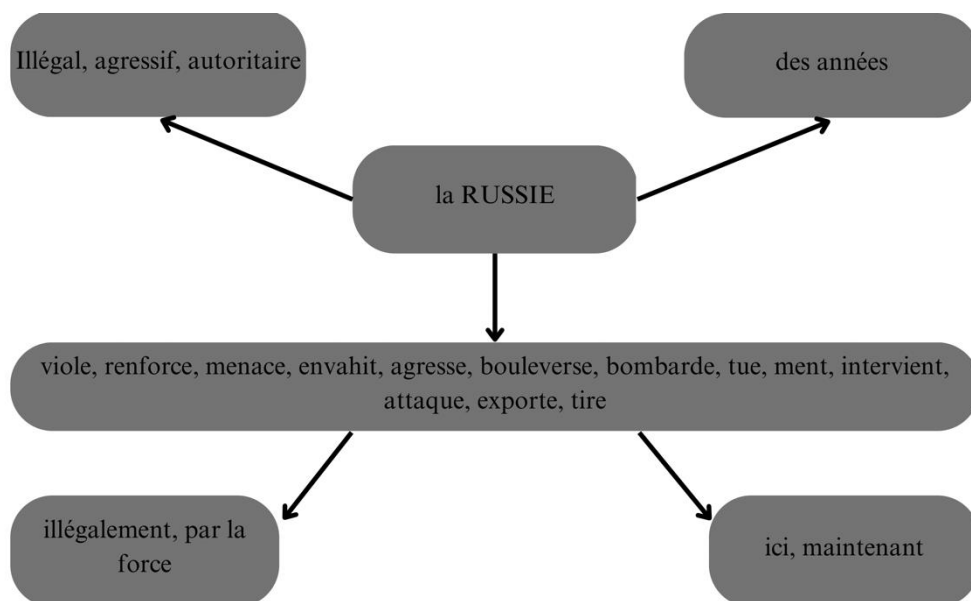 Illégal, agressif, autoritaire
des années
la RUSSIE
viole, renforce, menace, envahit, agresse, bouleverse, bombarde, tue, ment, intervient,
attaque, exporte, tire
illégalement, par la
force
ici, maintenant